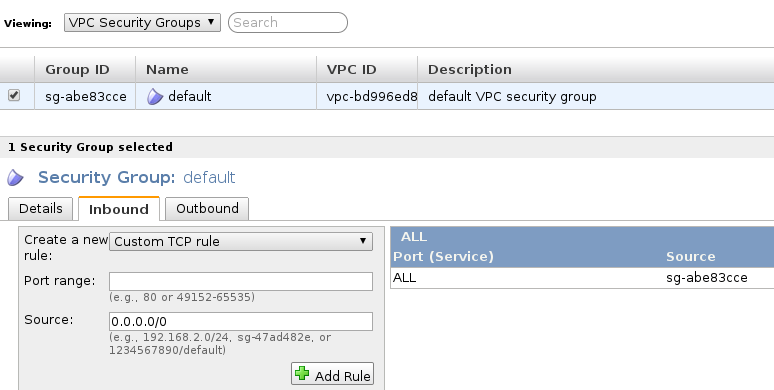 Viewing: VPC Security Groups Search
Group ID Name VPC ID Description
sg-abe83cce default vpc-bd996ed8 default VPC security group
1 Security Group selected
Security Group: default
Details Inbound Outbound
Create a new rule: Custom TCP rule
Port range:
(e.g., 80 or 49152-65535)
Source: 0.0.0.0/0
(e.g., 192.168.2.0/24, sg-47ad482e, or
1234567890/default)
Add Rule
ALL
Port (Service) Source
ALL sg-abe83cce